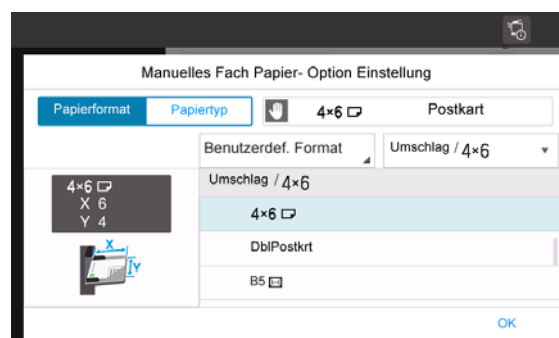 Manuelles Fach Papier- Option Einstellung
Papierformat Papiertyp 4×6 Postkart
Benutzerdef. Format Umschlag / 4×6
Umschlag / 4×6
4×6
X 6
Y 4
4×6
DblPostkrt
B5
X
Y
OK